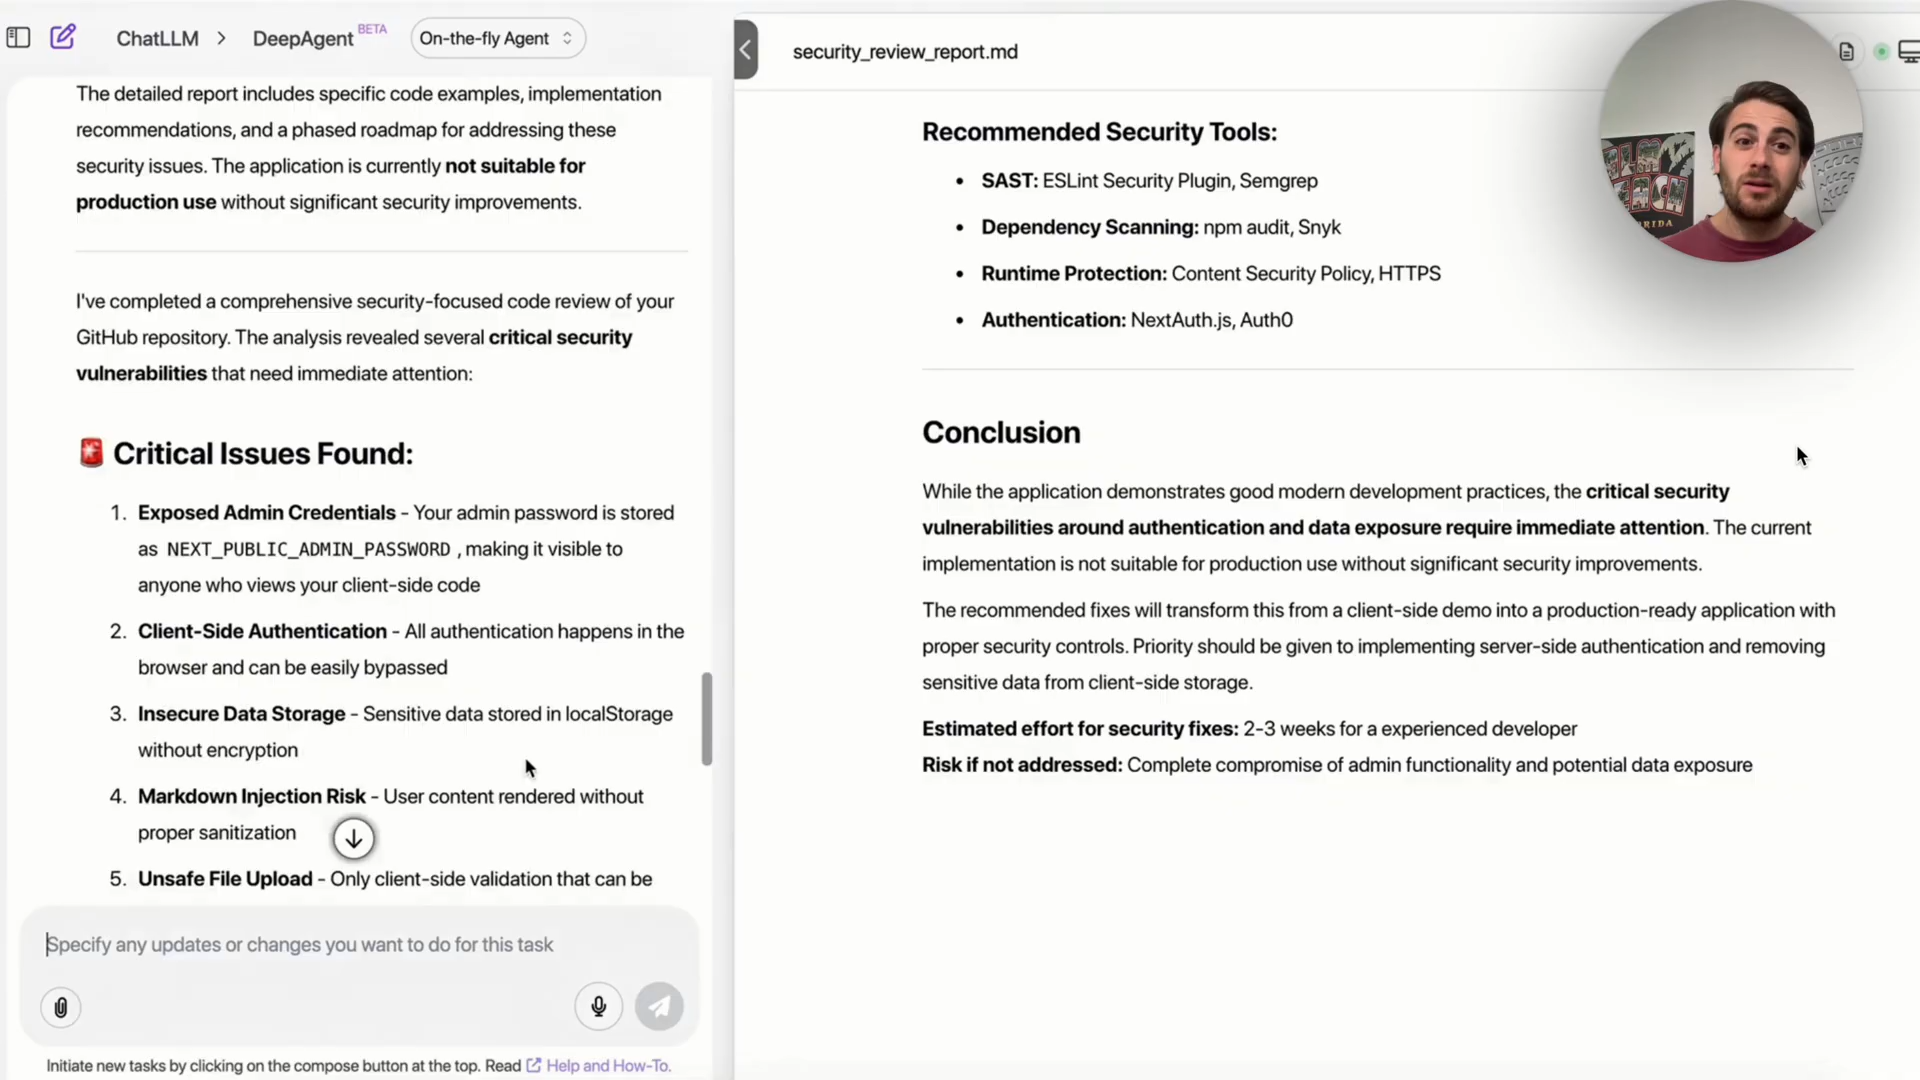 ChatLLM > DeepAgent BETA On-the-fly Agent
The detailed report includes specific code examples, implementation
recommendations, and a phased roadmap for addressing these
security issues. The application is currently not suitable for
production use without significant security improvements.
I've completed a comprehensive security-focused code review of your
GitHub repository. The analysis revealed several critical security
vulnerabilities that need immediate attention:
🚨 Critical Issues Found:
1. Exposed Admin Credentials - Your admin password is stored
as NEXT_PUBLIC_ADMIN_PASSWORD , making it visible to
anyone who views your client-side code
2. Client-Side Authentication - All authentication happens in the
browser and can be easily bypassed
3. Insecure Data Storage - Sensitive data stored in localStorage
without encryption
4. Markdown Injection Risk - User content rendered without
proper sanitization
5. Unsafe File Upload - Only client-side validation that can be
Specify any updates or changes you want to do for this task
Initiate new tasks by clicking on the compose button at the top. Read Help and How-To.
security_review_report.md
Recommended Security Tools:
• SAST: ESLint Security Plugin, Semgrep
• Dependency Scanning: npm audit, Snyk
• Runtime Protection: Content Security Policy, HTTPS
• Authentication: NextAuth.js, Auth0
Conclusion
While the application demonstrates good modern development practices, the critical security
vulnerabilities around authentication and data exposure require immediate attention. The current
implementation is not suitable for production use without significant security improvements.
The recommended fixes will transform this from a client-side demo into a production-ready application with
proper security controls. Priority should be given to implementing server-side authentication and removing
sensitive data from client-side storage.
Estimated effort for security fixes: 2-3 weeks for a experienced developer
Risk if not addressed: Complete compromise of admin functionality and potential data exposure